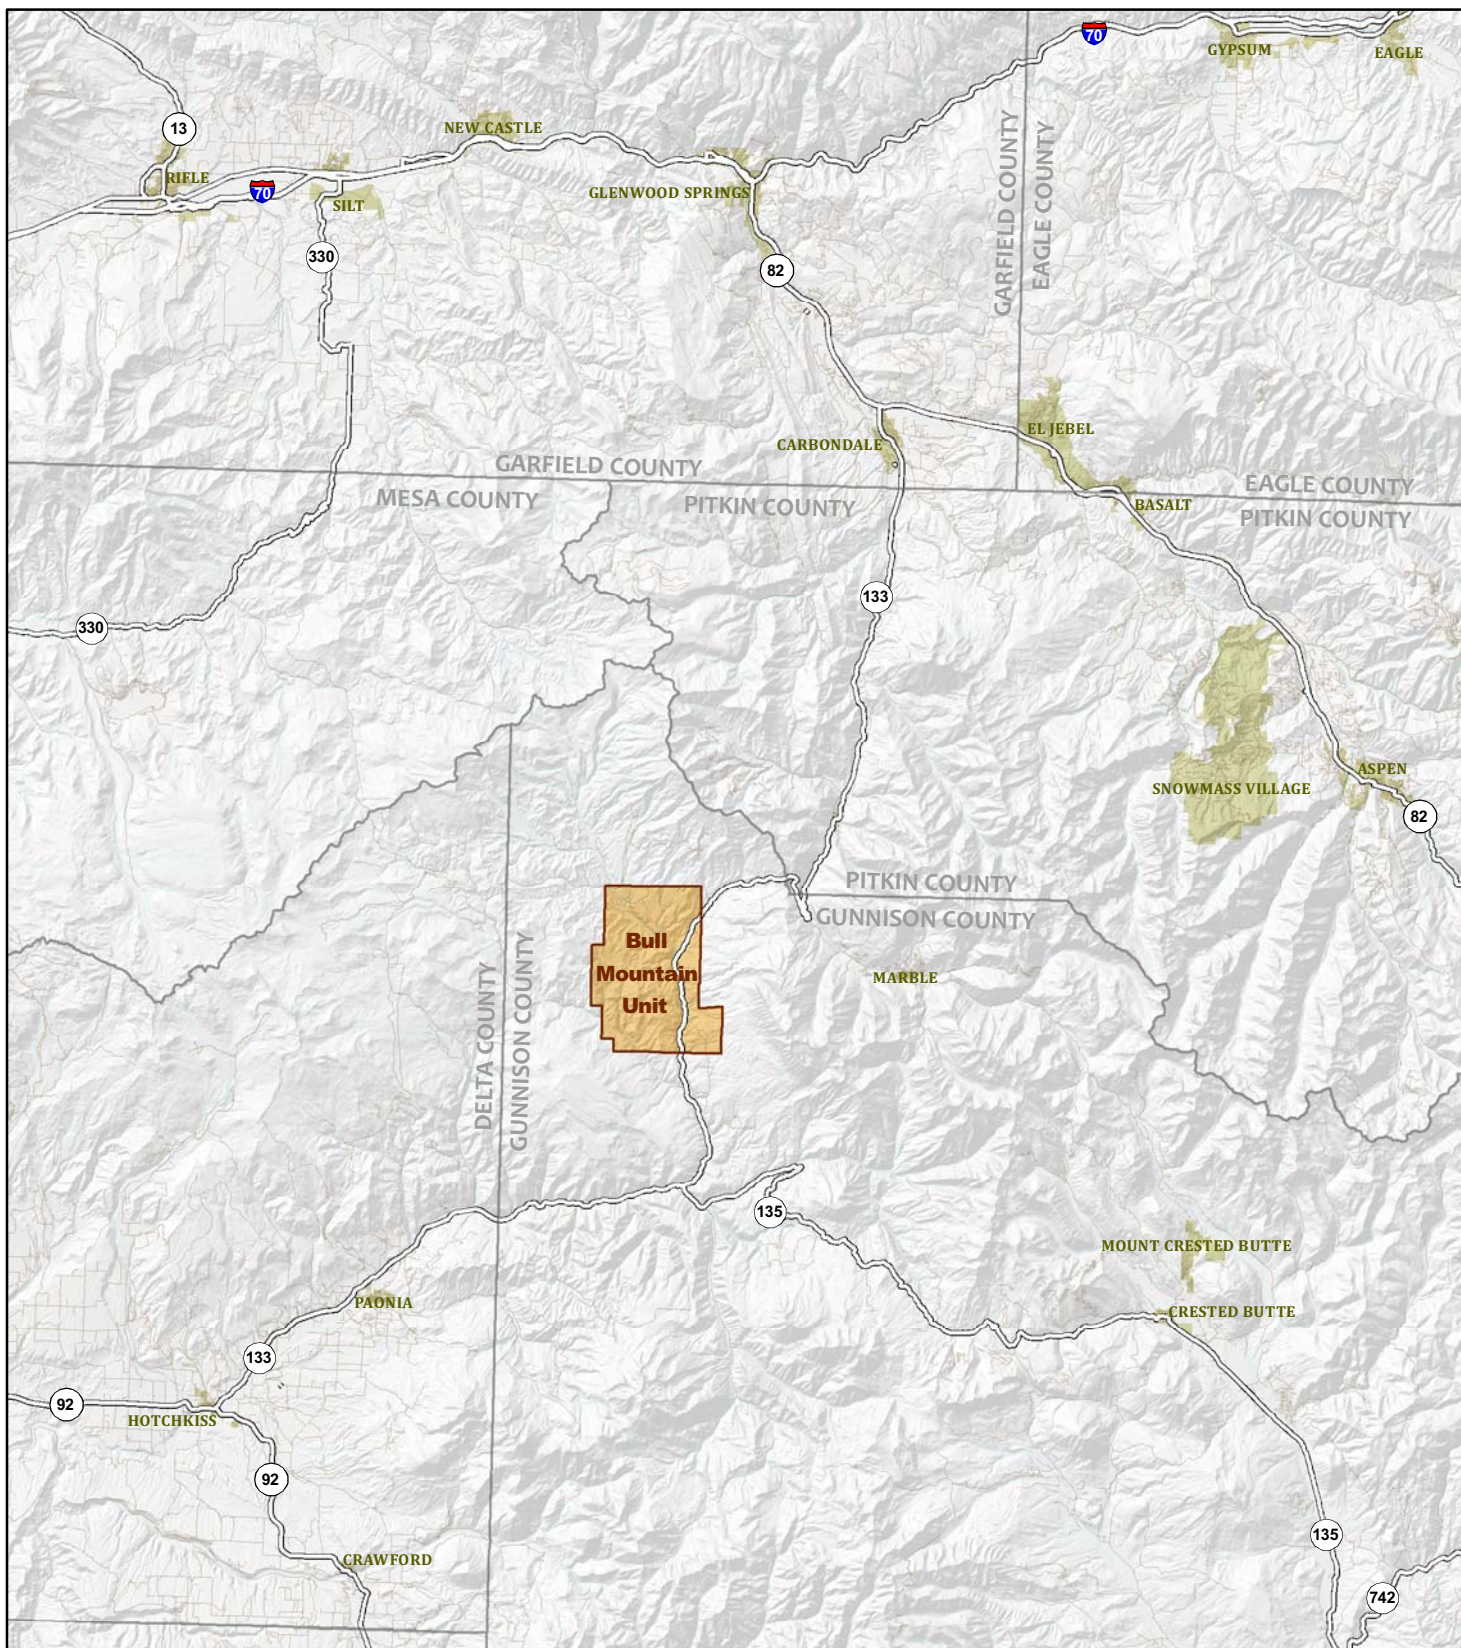 70
GYPSUM
EAGLE
13
NEW CASTLE
GARFIELD COUNTY
EAGLE COUNTY
RIFLE
70
SILT
GLENWOOD SPRINGS
330
82
EL JEBEL
CARBONDALE
GARFIELD COUNTY
MESA COUNTY
PITKIN COUNTY
EAGLE COUNTY
PITKIN COUNTY
BASALT
133
330
ASPEN
SNOWMASS VILLAGE
82
PITKIN COUNTY
GUNNISON COUNTY
Bull
Mountain
Unit
MARBLE
DELTA COUNTY
GUNNISON COUNTY
135
MOUNT CRESTED BUTTE
PAONIA
CRESTED BUTTE
133
92
HOTCHKISS
92
135
CRAWFORD
742